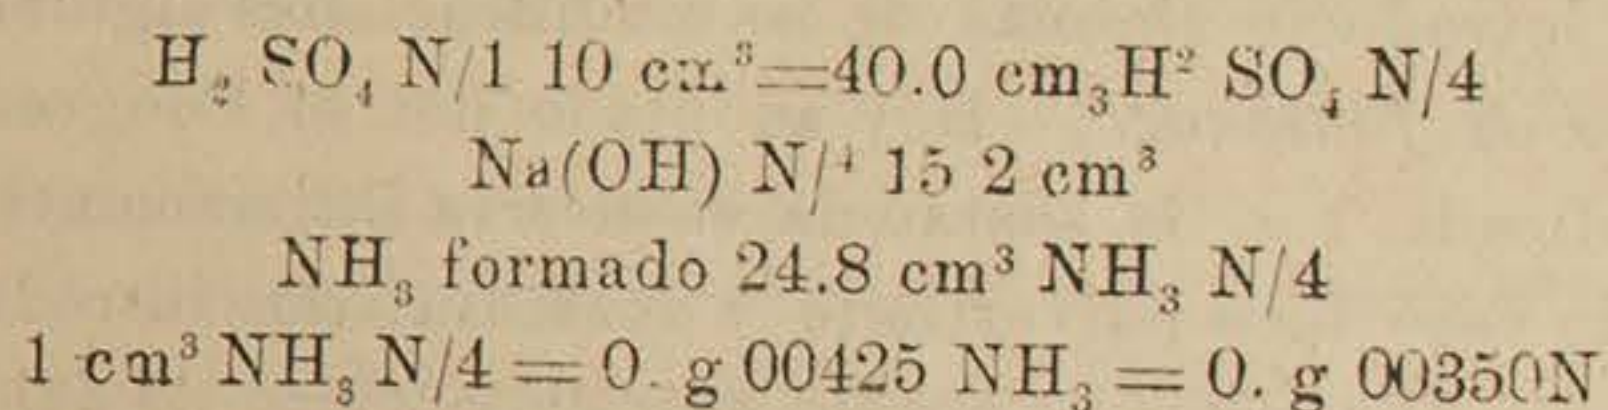 H₂ SO₄ N/1 10 cm³=40.0 cm₃H² SO₄ N/4
Na(OH) N/⁴ 15 2 cm³
NH₃ formado 24.8 cm³ NH₃ N/4
1 cm³ NH₃ N/4=0. g 00425 NH₃=0. g 00350N